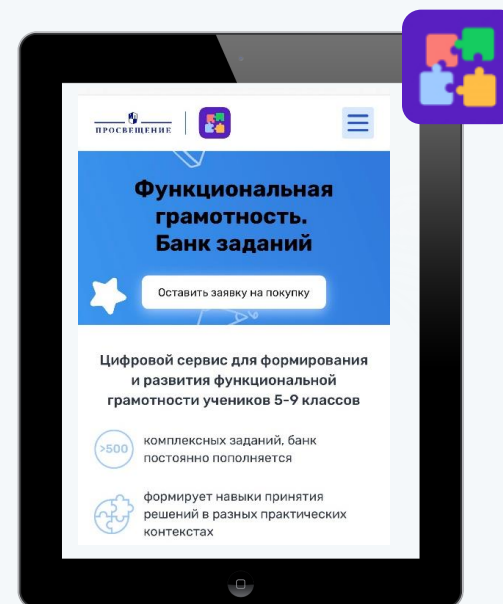 ПРОСВЕЩЕНИЕ
Функциональная
грамотность.
Банк заданий
Оставить заявку на покупку
Цифровой сервис для формирования
и развития функциональной
грамотности учеников 5-9 классов
>500
комплексных заданий, банк
постоянно пополняется
формирует навыки принятия
решений в разных практических
контекстах